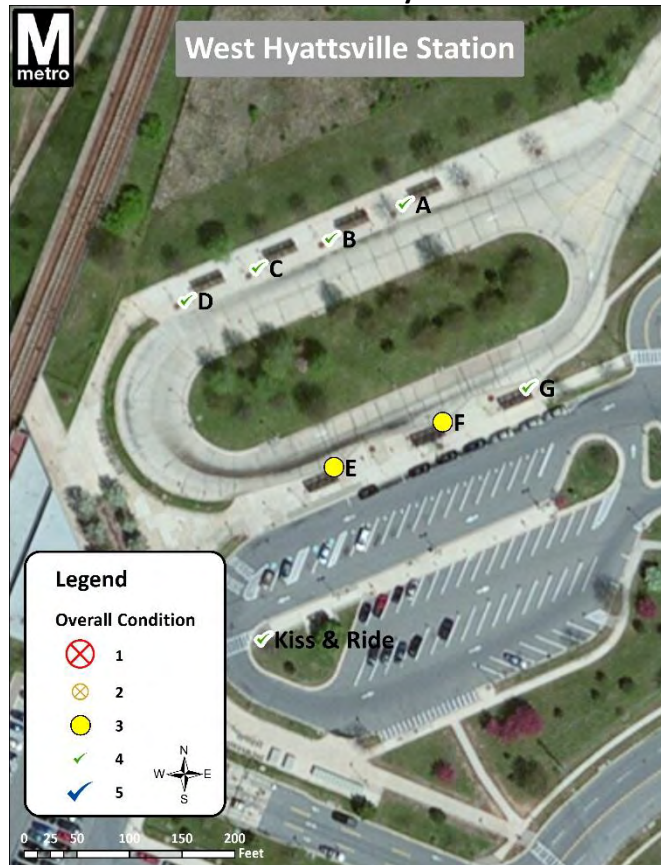 M
metro
West Hyattsville Station
A
B
C
D
G
F
E
Kiss & Ride
Legend
Overall Condition
1
2
3
4
5
N
W E
S
0 25 50 100 150 200
Feet